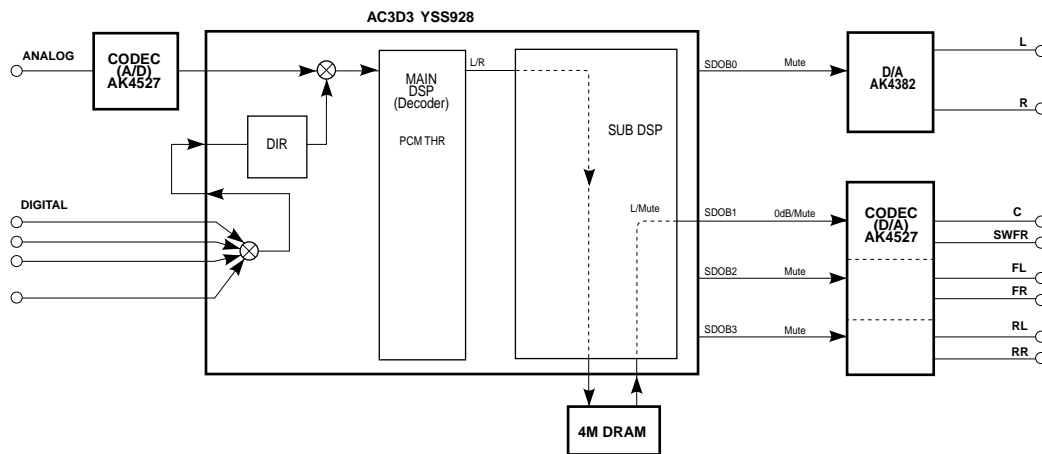 AC3D3 YSS928
ANALOG
CODEC
(A/D)
AK4527
MAIN
DSP
(Decoder)
PCM THR
L/R
DIR
SUB DSP
L/Mute
DIGITAL
SDOB0 Mute
D/A
AK4382
L
R
SDOB1 0dB/Mute
SDOB2 Mute
SDOB3 Mute
CODEC
(D/A)
AK4527
C
SWFR
FL
FR
RL
RR
4M DRAM